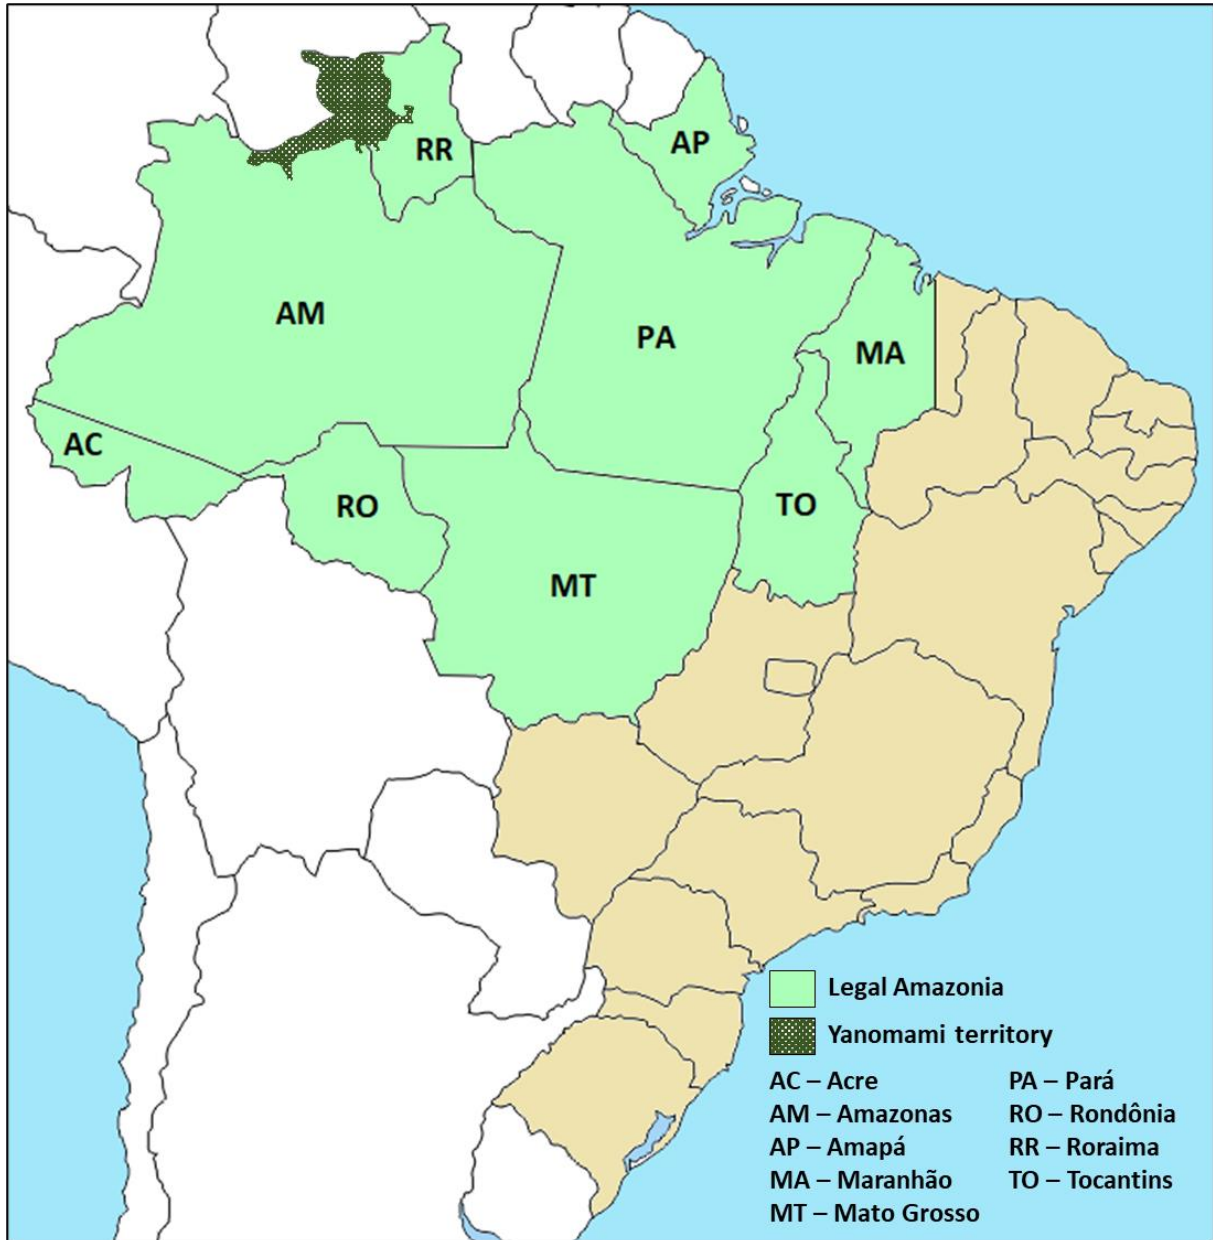 AP
RR
AM
PA
MA
AC
RO
TO
MT
Legal Amazonia
Yanomami territory
AC – Acre
AM – Amazonas
AP – Amapá
MA – Maranhão
MT – Mato Grosso
PA – Pará
RO – Rondônia
RR – Roraima
TO – Tocantins